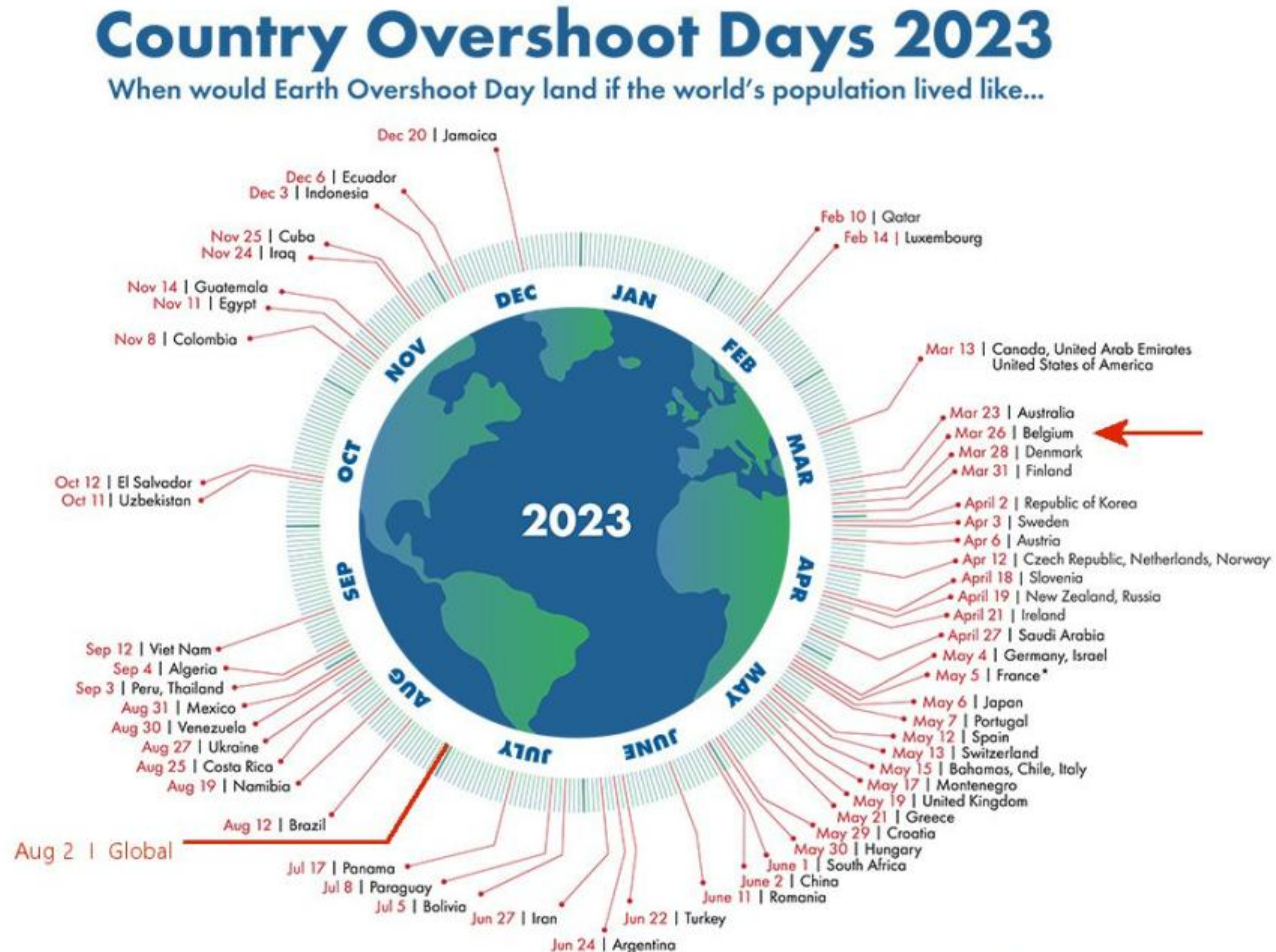 Country Overshoot Days 2023
When would Earth Overshoot Day land if the world's population lived like...
Dec 20 | Jamaica
Dec 6 | Ecuador
Dec 3 | Indonesia
Nov 25 | Cuba
Nov 24 | Iraq
Nov 14 | Guatemala
Nov 11 | Egypt
Nov 8 | Colombia
Oct 12 | El Salvador
Oct 11 | Uzbekistan
Sep 12 | Viet Nam
Sep 4 | Algeria
Sep 3 | Peru, Thailand
Aug 31 | Mexico
Aug 30 | Venezuela
Aug 27 | Ukraine
Aug 25 | Costa Rica
Aug 19 | Namibia
Aug 12 | Brazil
Aug 2 | Global
Jul 17 | Panama
Jul 8 | Paraguay
Jul 5 | Bolivia
Jun 27 | Iran
Jun 24 | Argentina
Jun 22 | Turkey
Feb 10 | Qatar
Feb 14 | Luxembourg
Mar 13 | Canada, United Arab Emirates
United States of America
Mar 23 | Australia
Mar 26 | Belgium
Mar 28 | Denmark
Mar 31 | Finland
April 2 | Republic of Korea
Apr 3 | Sweden
Apr 6 | Austria
Apr 12 | Czech Republic, Netherlands, Norway
April 18 | Slovenia
April 19 | New Zealand, Russia
April 21 | Ireland
April 27 | Saudi Arabia
May 4 | Germany, Israel
May 5 | France*
May 6 | Japan
May 7 | Portugal
May 12 | Spain
May 13 | Switzerland
May 15 | Bahamas, Chile, Italy
May 17 | Montenegro
May 19 | United Kingdom
May 21 | Greece
May 29 | Croatia
May 30 | Hungary
June 1 | South Africa
June 2 | China
June 11 | Romania
JAN
FEB
MAR
APR
MAY
JUNE
JULY
AUG
SEP
OCT
NOV
DEC
2023